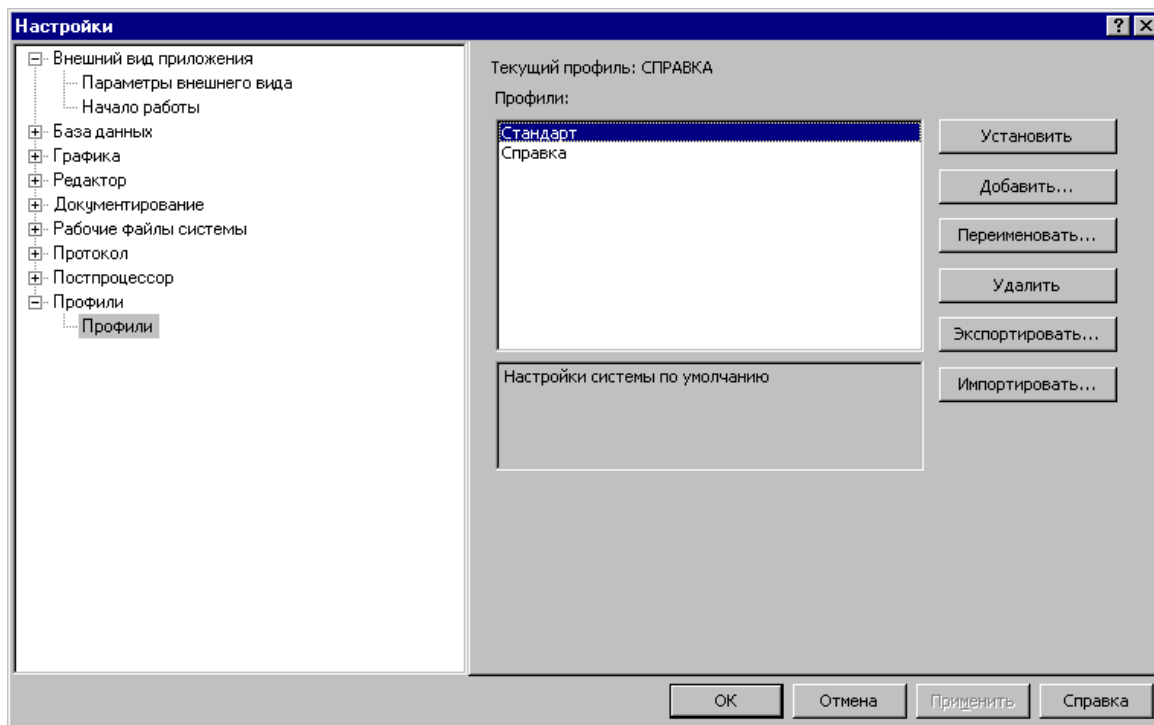 Настройки
Внешний вид приложения
Параметры внешнего вида
Начало работы
База данных
Графика
Редактор
Документирование
Рабочие файлы системы
Протокол
Постпроцессор
Профили
Профили
Текущий профиль: СПРАВКА
Профили:
Стандарт
Справка
Настройки системы по умолчанию
Установить
Добавить...
Переименовать...
Удалить
Экспортировать...
Импортировать...
ОК
Отмена
Применить
Справка